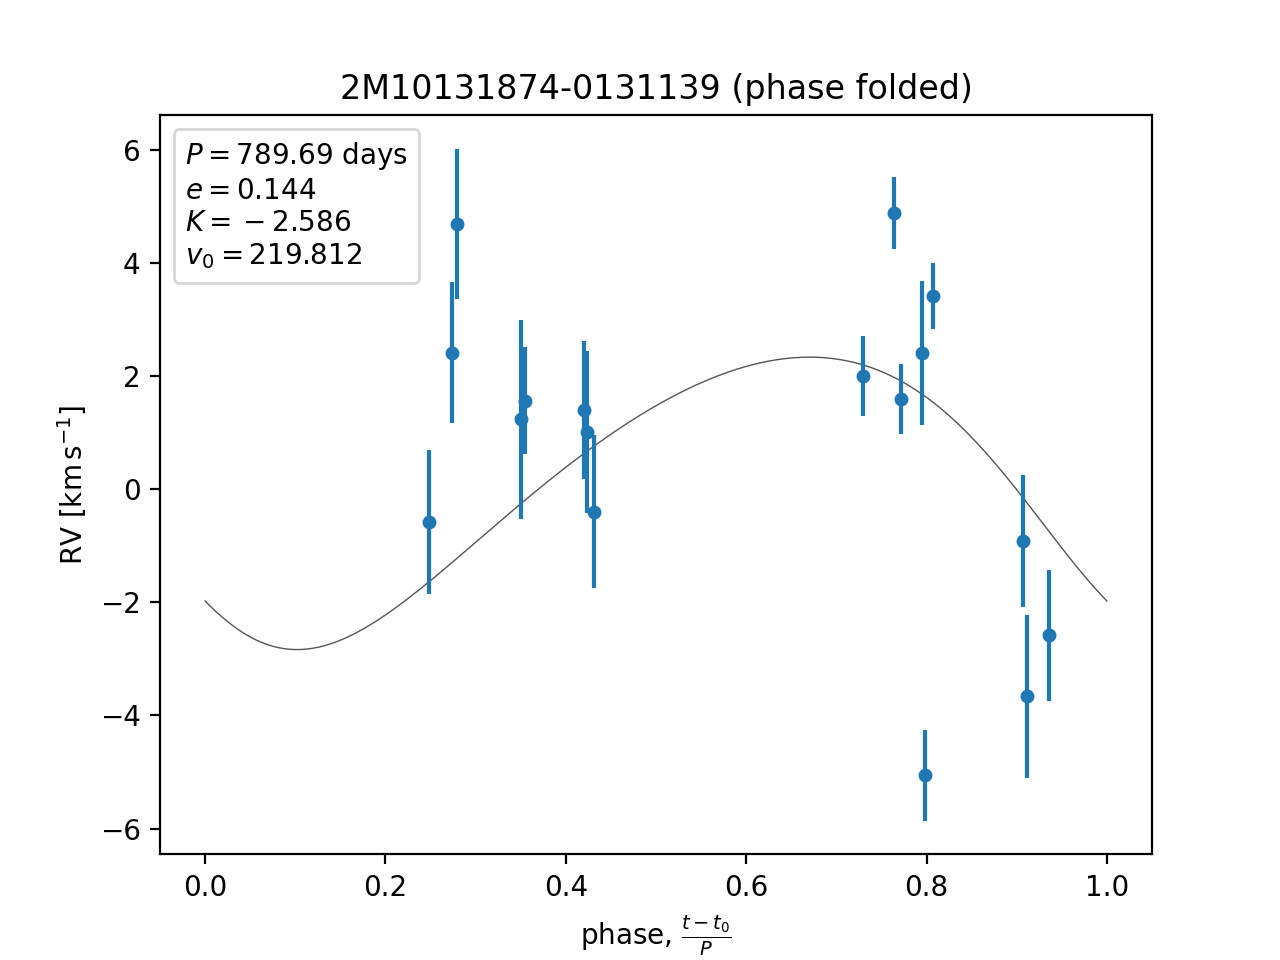 2M10131874-0131139 (phase folded)
P = 789.69 days
e = 0.144
K = −2.586
v₀ = 219.812
6
4
2
0
−2
−4
−6
RV [km s⁻¹]
0.0 0.2 0.4 0.6 0.8 1.0
phase, (t − t₀)/P